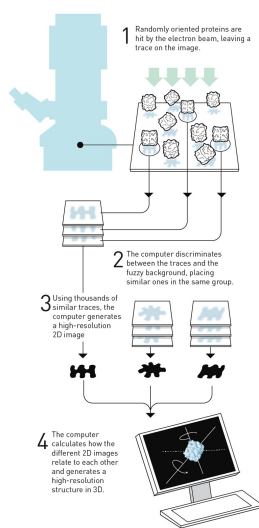 1 Randomly oriented proteins are
hit by the electron beam, leaving a
trace on the image.
2 The computer discriminates
between the traces and the
fuzzy background, placing
similar ones in the same group.
3 Using thousands of
similar traces, the
computer generates
a high-resolution
2D image
4 The computer
calculates how the
different 2D images
relate to each other
and generates a
high-resolution
structure in 3D.